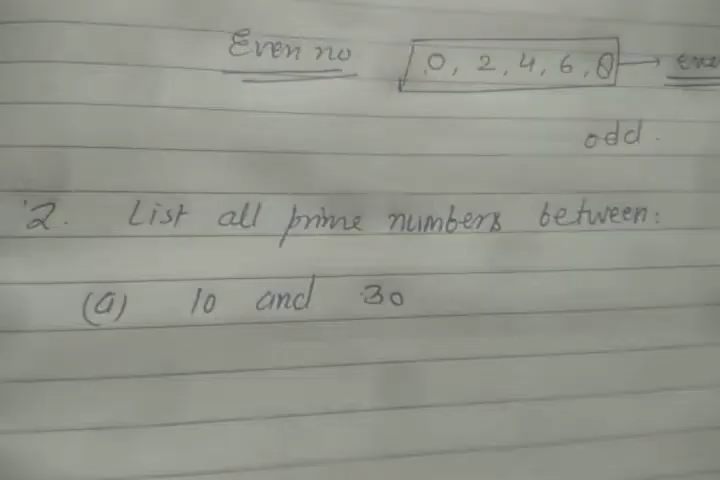 Even no 0, 2, 4, 6, 8 →
odd.
2. List all prime numbers between:
(a) 10 and 30